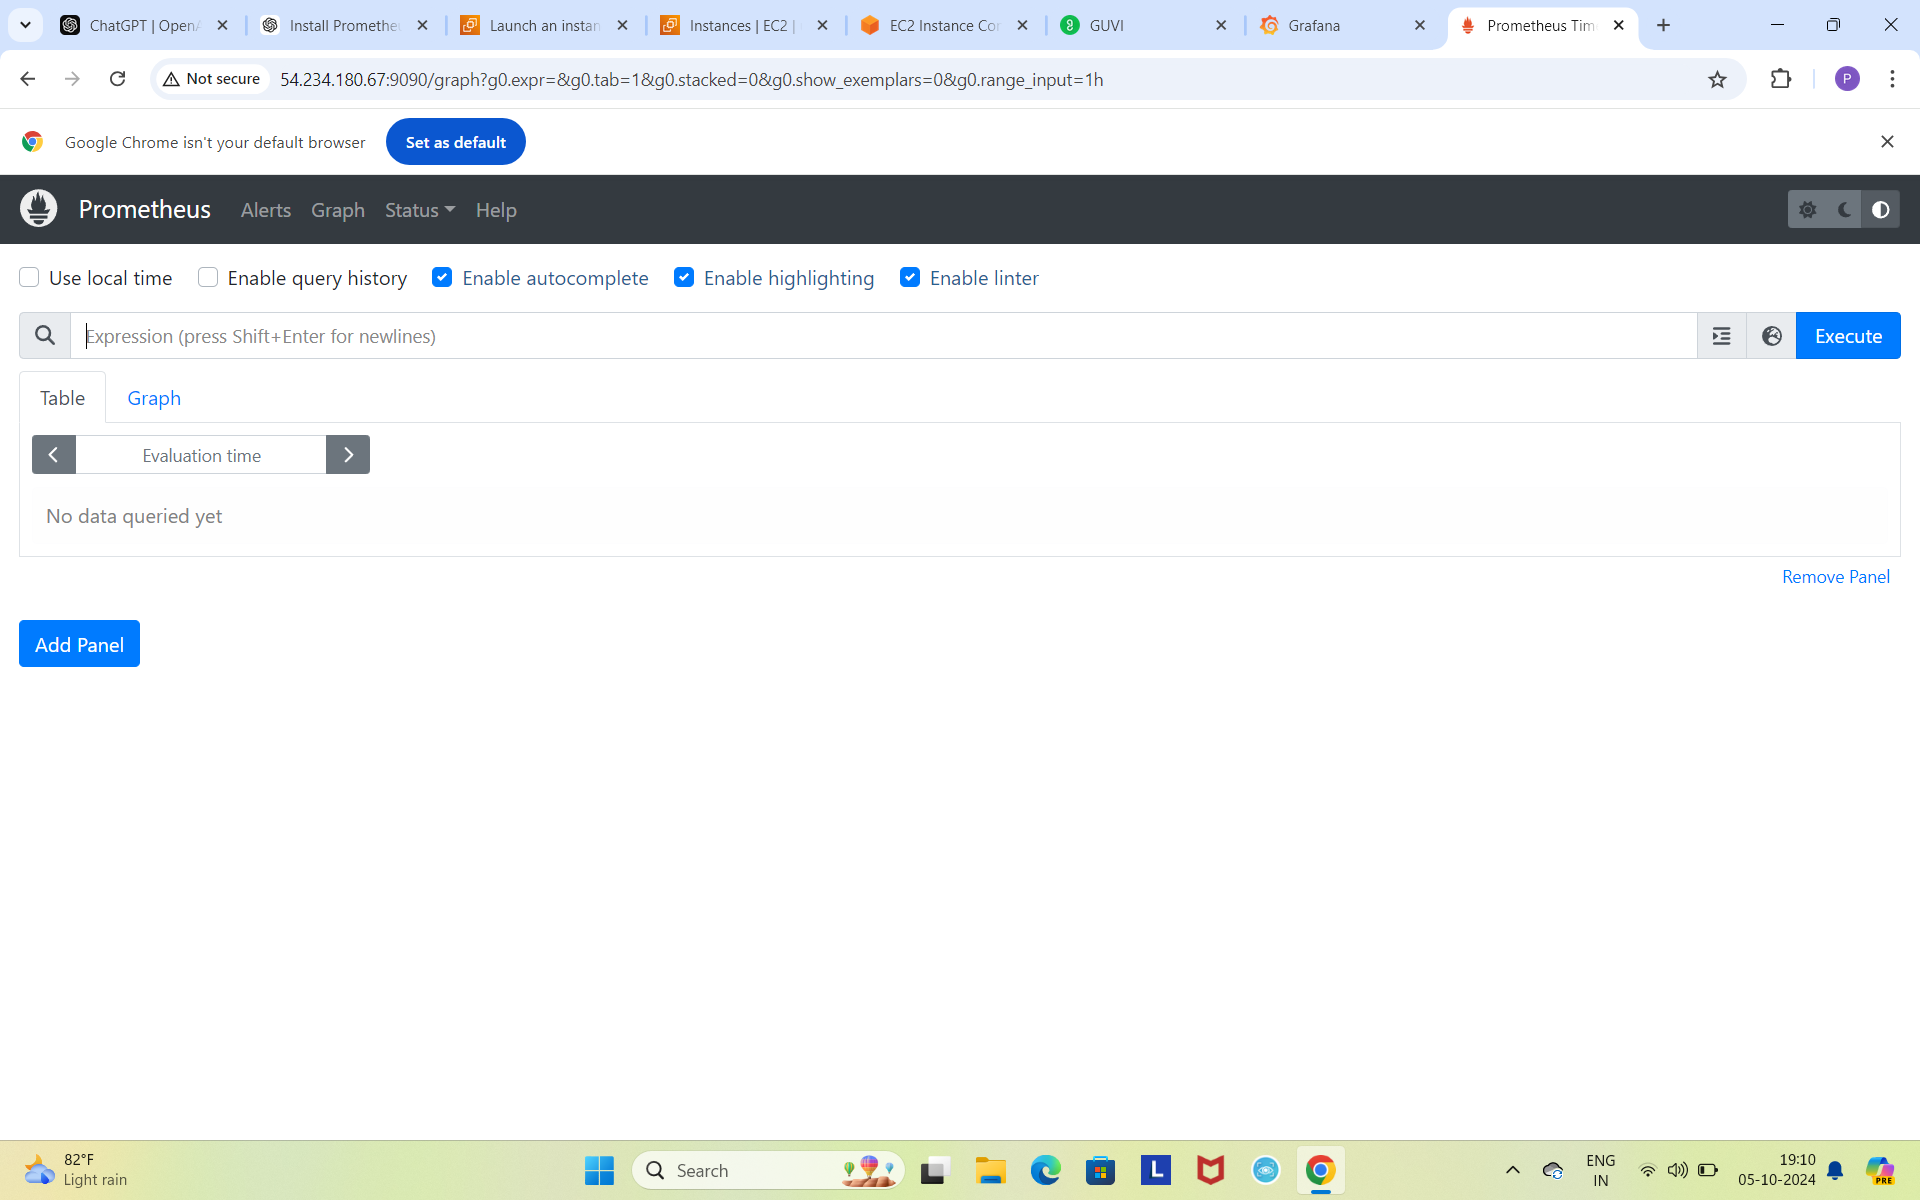 ChatGPT | OpenA
Install Prometheu
Launch an instan
Instances | EC2 |
EC2 Instance Con
GUVI
Grafana
Prometheus Time
Not secure
54.234.180.67:9090/graph?g0.expr=&g0.tab=1&g0.stacked=0&g0.show_exemplars=0&g0.range_input=1h
P
Google Chrome isn't your default browser
Set as default
Prometheus
Alerts
Graph
Status
Help
Use local time
Enable query history
Enable autocomplete
Enable highlighting
Enable linter
Expression (press Shift+Enter for newlines)
Execute
Table
Graph
Evaluation time
No data queried yet
Remove Panel
Add Panel
82°F
Light rain
Search
L
ENG
IN
19:10
05-10-2024
PRE